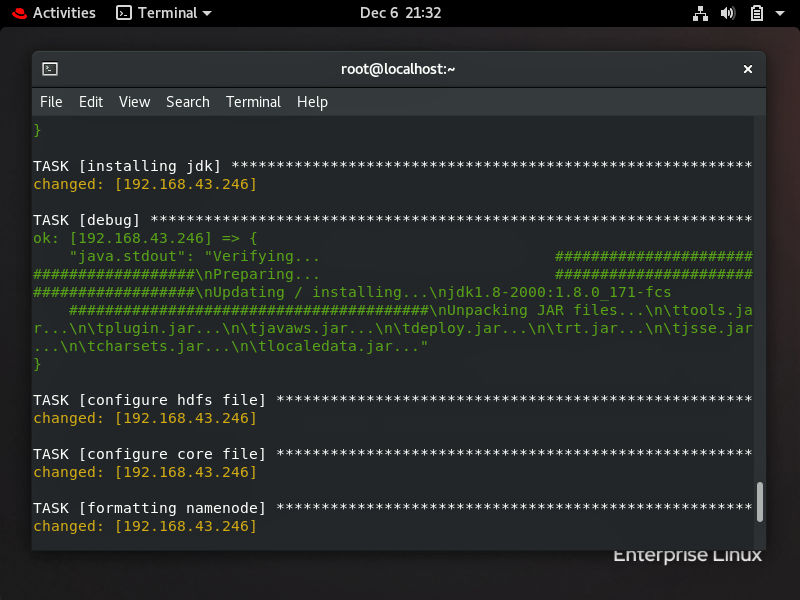 Activities Terminal Dec 6 21:32
root@localhost:~
File Edit View Search Terminal Help
}
TASK [installing jdk] **********************************************************
changed: [192.168.43.246]
TASK [debug] *******************************************************************
ok: [192.168.43.246] => {
"java.stdout": "Verifying... ######################
##################\nPreparing... ######################
##################\nUpdating / installing...\njdk1.8-2000:1.8.0_171-fcs
########################################\nUnpacking JAR files...\n\ttools.ja
r...\n\tplugin.jar...\n\tjavaws.jar...\n\tdeploy.jar...\n\trt.jar...\n\tjsse.jar
...\n\tcharsets.jar...\n\tlocaledata.jar..."
}
TASK [configure hdfs file] *****************************************************
changed: [192.168.43.246]
TASK [configure core file] *****************************************************
changed: [192.168.43.246]
TASK [formatting namenode] *****************************************************
changed: [192.168.43.246]
Enterprise Linux